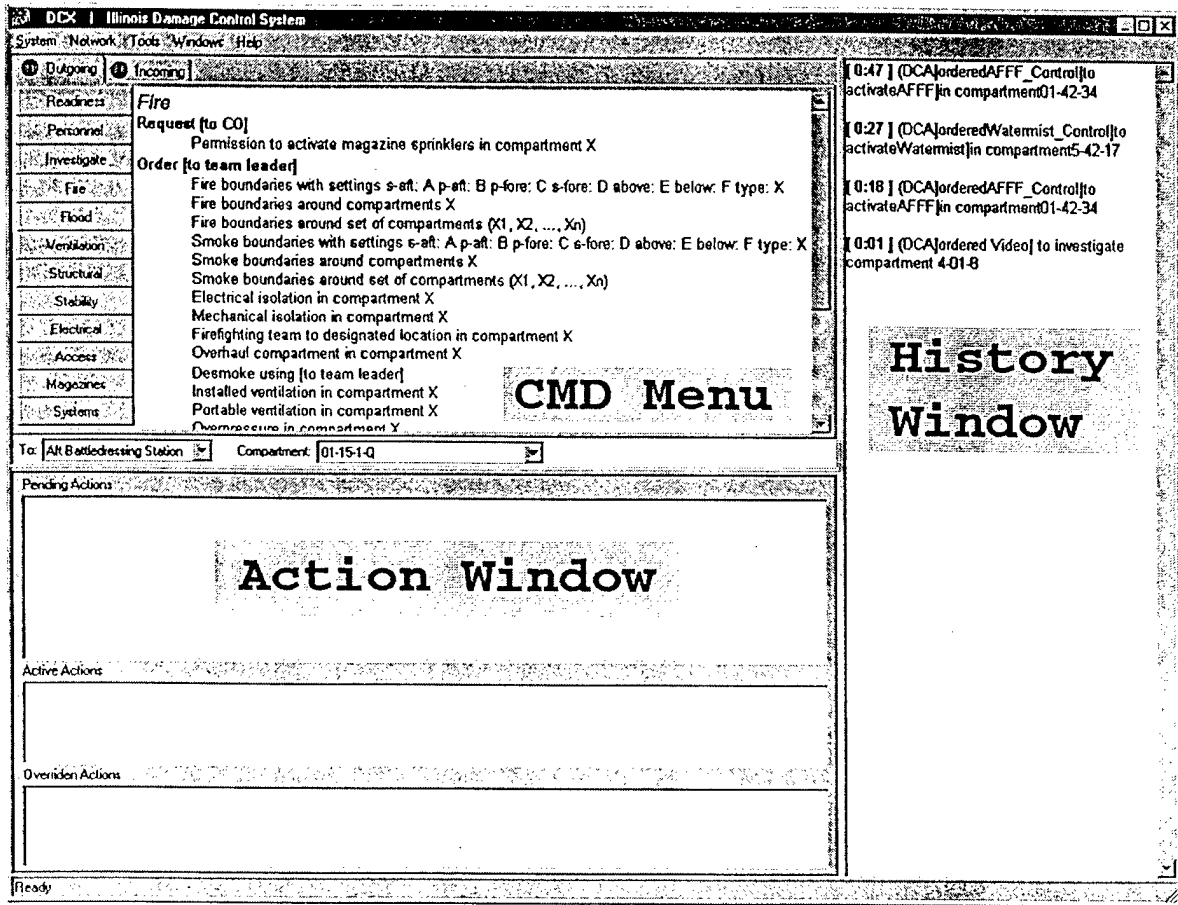 DCX | Illinois Damage Control System
System Network Tools Windows Help
Outgoing Incoming
Readiness
Personnel
Investigate
Fire
Flood
Ventilation
Structural
Stability
Electrical
Access
Magazines
Systems
Fire
Request [to CO]
Permission to activate magazine sprinklers in compartment X
Order [to team leader]
Fire boundaries with settings s-aft: A p-aft: B p-fore: C s-fore: D above: E below: F type: X
Fire boundaries around compartments X
Fire boundaries around set of compartments (X1, X2, ..., Xn)
Smoke boundaries with settings s-aft: A p-aft: B p-fore: C s-fore: D above: E below: F type: X
Smoke boundaries around compartments X
Smoke boundaries around set of compartments (X1, X2, ..., Xn)
Electrical isolation in compartment X
Mechanical isolation in compartment X
Firefighting team to designated location in compartment X
Overhaul compartment in compartment X
Desmoke using [to team leader]
Installed ventilation in compartment X
Portable ventilation in compartment X
Overpressure in compartment X
CMD Menu
To: Aft Battledressing Station Compartment: 01-15-1-Q
Pending Actions
Action Window
Active Actions
Overriden Actions
Ready
[ 0:47 ] (DCA]orderedAFFF_Control]to
activateAFFF]in compartment01-42-34
[ 0:27 ] (DCA]orderedWatermist_Control]to
activateWatermist]in compartment5-42-17
[ 0:18 ] (DCA]orderedAFFF_Control]to
activateAFFF]in compartment01-42-34
[ 0:01 ] (DCA]ordered Video] to investigate
compartment 4-01-8
History
Window